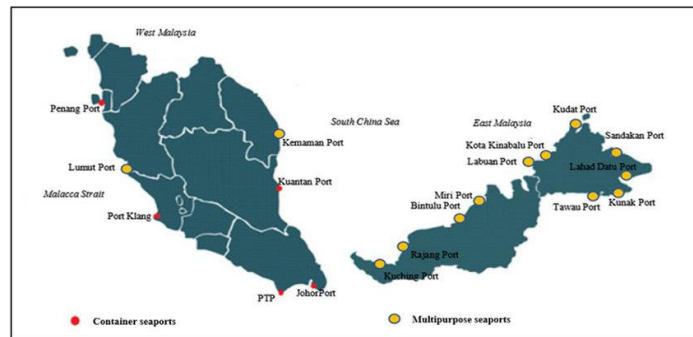 West Malaysia
Penang Port
South China Sea
Kemaman Port
Lumut Port
Kuantan Port
Malacca Strait
Port Klang
PTP
JohorPort
Kudat Port
East Malaysia
Sandakan Port
Kota Kinabalu Port
Labuan Port
Lahad Datu Port
Miri Port
Bintulu Port
Tawau Port
Kunak Port
Rajang Port
Kuching Port
Container seaports
Multipurpose seaports